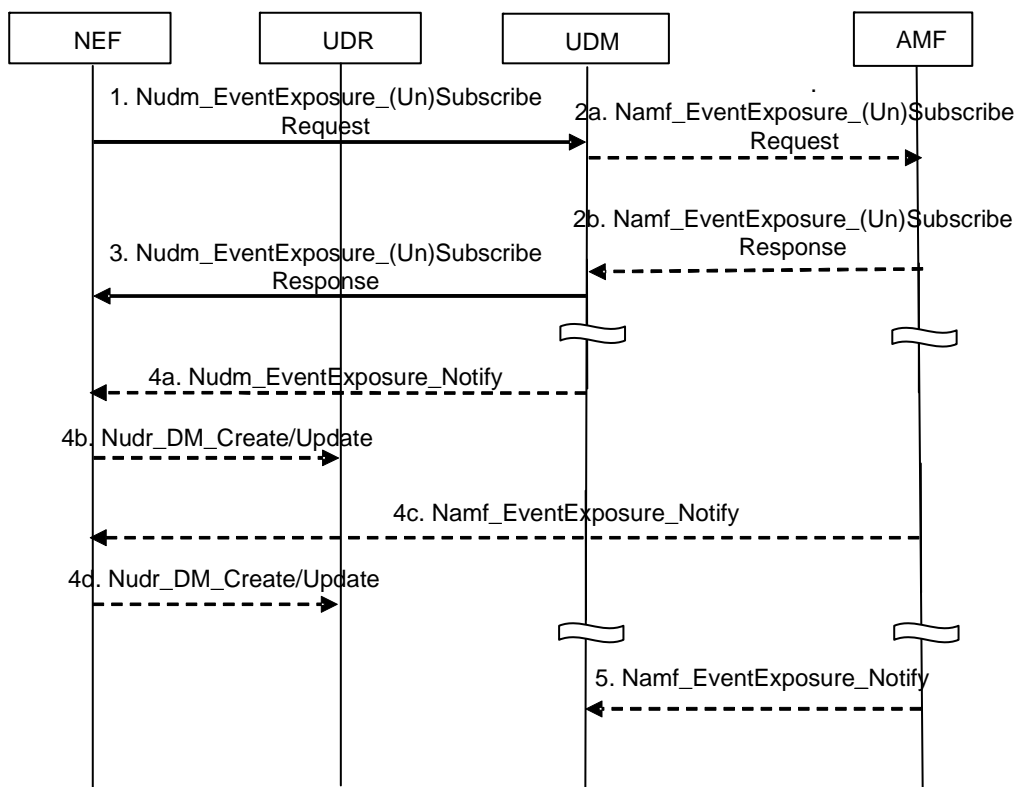 NEF
UDR
UDM
AMF
1. Nudm_EventExposure_(Un)Subscribe
Request
.
2a. Namf_EventExposure_(Un)Subscribe
Request
2b. Namf_EventExposure_(Un)Subscribe
Response
3. Nudm_EventExposure_(Un)Subscribe
Response
4a. Nudm_EventExposure_Notify
4b. Nudr_DM_Create/Update
4c. Namf_EventExposure_Notify
4d. Nudr_DM_Create/Update
5. Namf_EventExposure_Notify